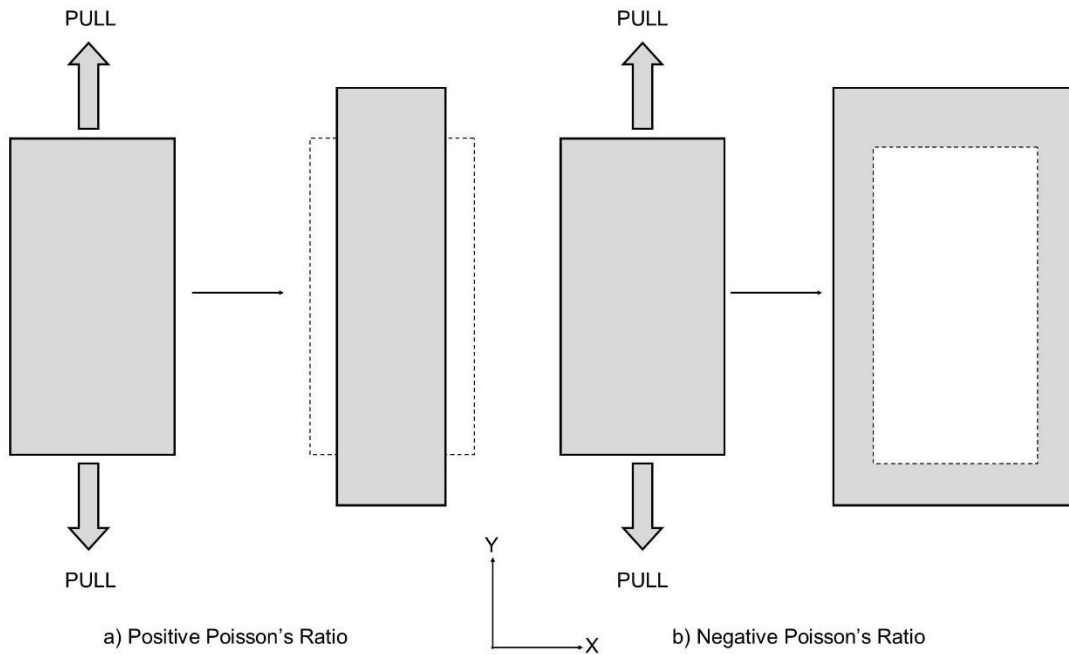 PULL
PULL
PULL
PULL
Y
X
a) Positive Poisson's Ratio
b) Negative Poisson's Ratio